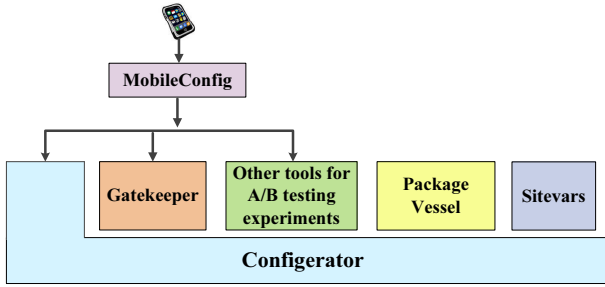 MobileConfig
Gatekeeper
Other tools for
A/B testing
experiments
Package
Vessel
Sitevars
Configerator